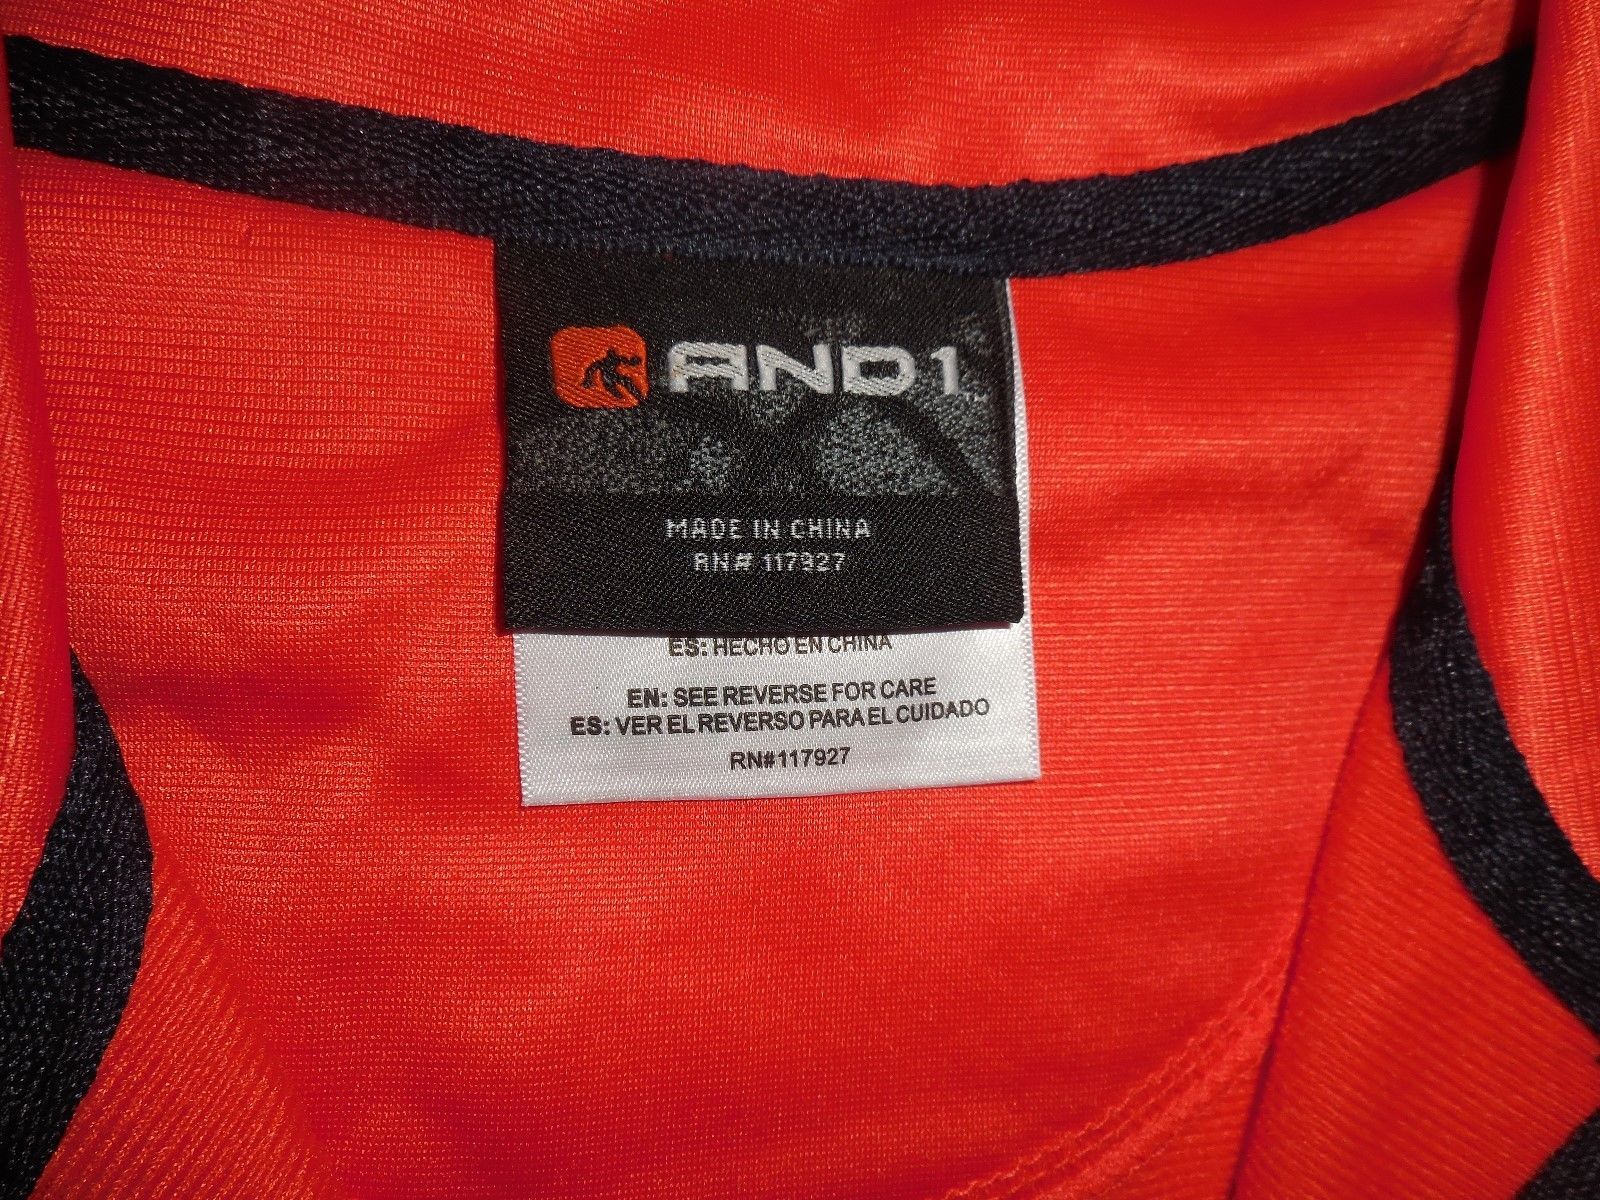 AND1
MADE IN CHINA
RN# 117927
ES: HECHO EN CHINA
EN: SEE REVERSE FOR CARE
ES: VER EL REVERSO PARA EL CUIDADO
RN#117927